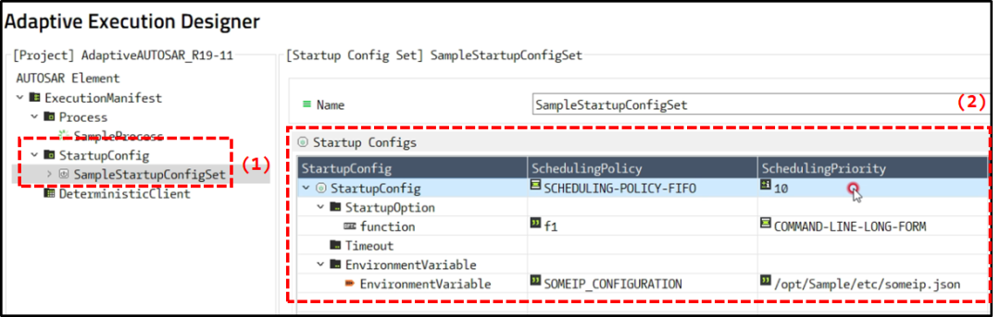 Adaptive Execution Designer
[Project] AdaptiveAUTOSAR_R19-11
AUTOSAR Element
ExecutionManifest
Process
SampleProcess
StartupConfig
SampleStartupConfigSet
(1)
DeterministicClient
[Startup Config Set] SampleStartupConfigSet
Name
SampleStartupConfigSet
(2)
Startup Configs
StartupConfig SchedulingPolicy SchedulingPriority
StartupConfig SCHEDULING-POLICY-FIFO 10
StartupOption
function f1 COMMAND-LINE-LONG-FORM
Timeout
EnvironmentVariable
EnvironmentVariable SOMEIP_CONFIGURATION /opt/Sample/etc/someip.json